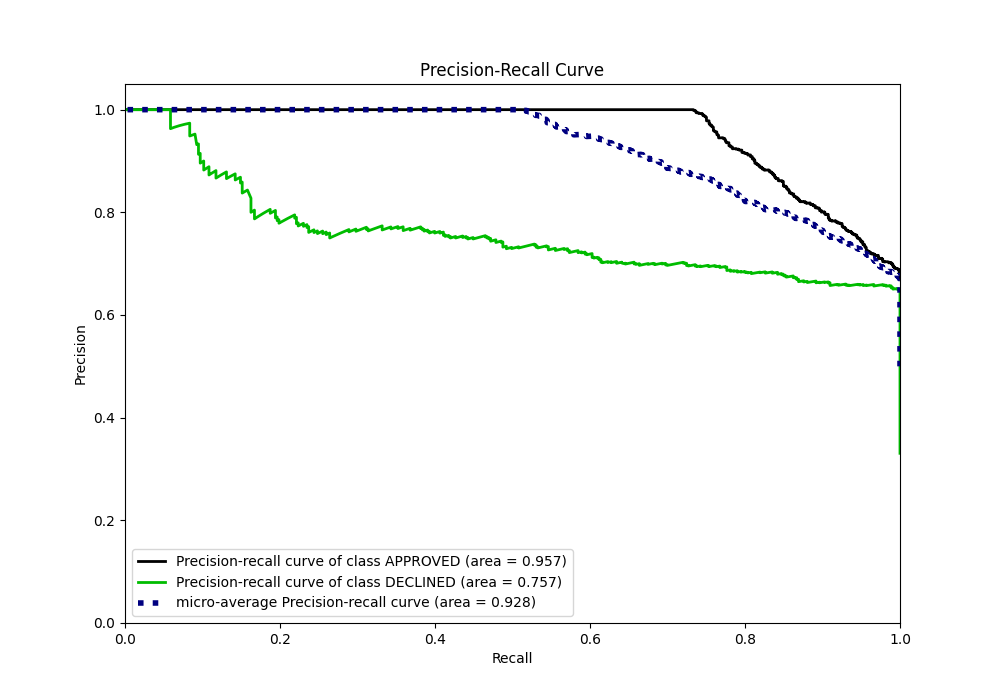 Precision-Recall Curve
1.0
0.8
0.6
0.4
0.2
0.0
Precision
Precision-recall curve of class APPROVED (area = 0.957)
Precision-recall curve of class DECLINED (area = 0.757)
micro-average Precision-recall curve (area = 0.928)
0.0 0.2 0.4 0.6 0.8 1.0
Recall